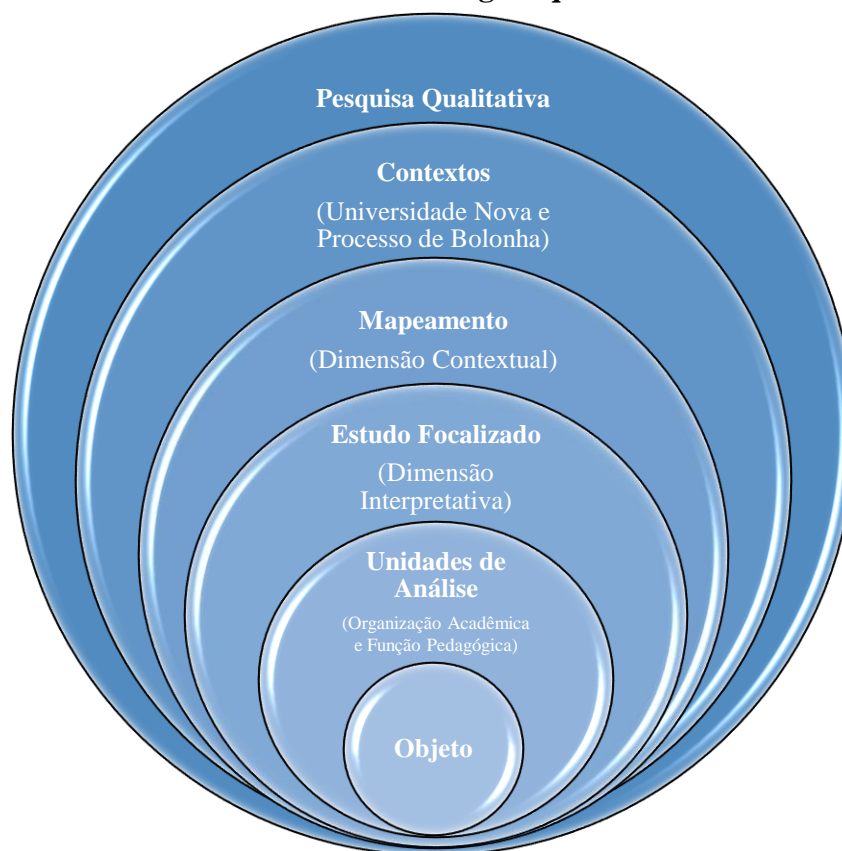 Pesquisa Qualitativa
Contextos
(Universidade Nova e
Processo de Bolonha)
Mapeamento
(Dimensão Contextual)
Estudo Focalizado
(Dimensão
Interpretativa)
Unidades de
Análise
(Organização Acadêmica
e Função Pedagógica)
Objeto